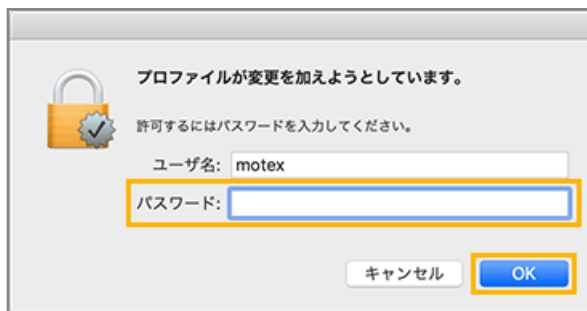 プロファイルが変更を加えようとしています。
許可するにはパスワードを入力してください。
ユーザ名: motex
パスワード:
キャンセル OK